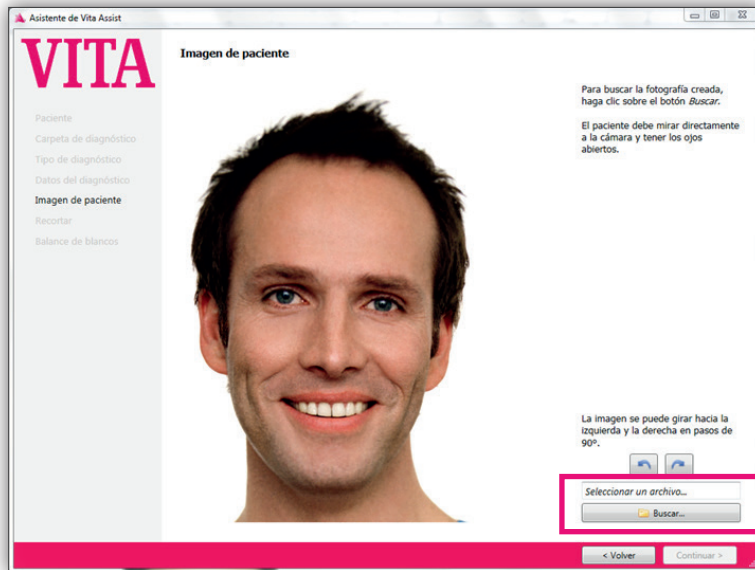 Asistente de Vita Assist
VITA
Imagen de paciente
Paciente
Carpeta de diagnóstico
Tipo de diagnóstico
Datos del diagnóstico
Imagen de paciente
Recortar
Balance de blancos
Para buscar la fotografía creada,
haga clic sobre el botón Buscar.
El paciente debe mirar directamente
a la cámara y tener los ojos
abiertos.
La imagen se puede girar hacia la
izquierda y la derecha en pasos de
90º.
Seleccionar un archivo...
Buscar...
< Volver
Continuar >